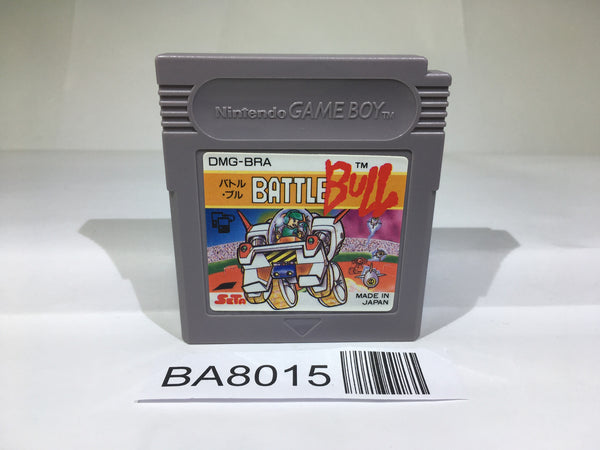 Nintendo GAME BOY TM
DMG-BRA
バトル
・ブル
BATTLE BULL TM
SETA
MADE IN
JAPAN
BA8015